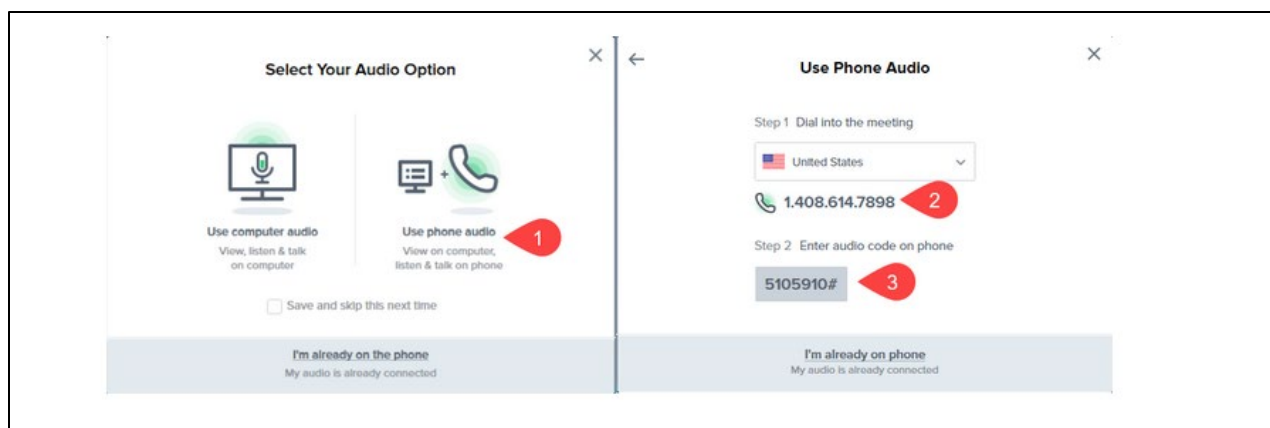 Select Your Audio Option
Use computer audio
View, listen & talk
on computer
Use phone audio
View on computer,
listen & talk on phone
1
Save and skip this next time
I'm already on the phone
My audio is already connected
Use Phone Audio
Step 1 Dial into the meeting
United States
1.408.614.7898
2
Step 2 Enter audio code on phone
5105910#
3
I'm already on phone
My audio is already connected